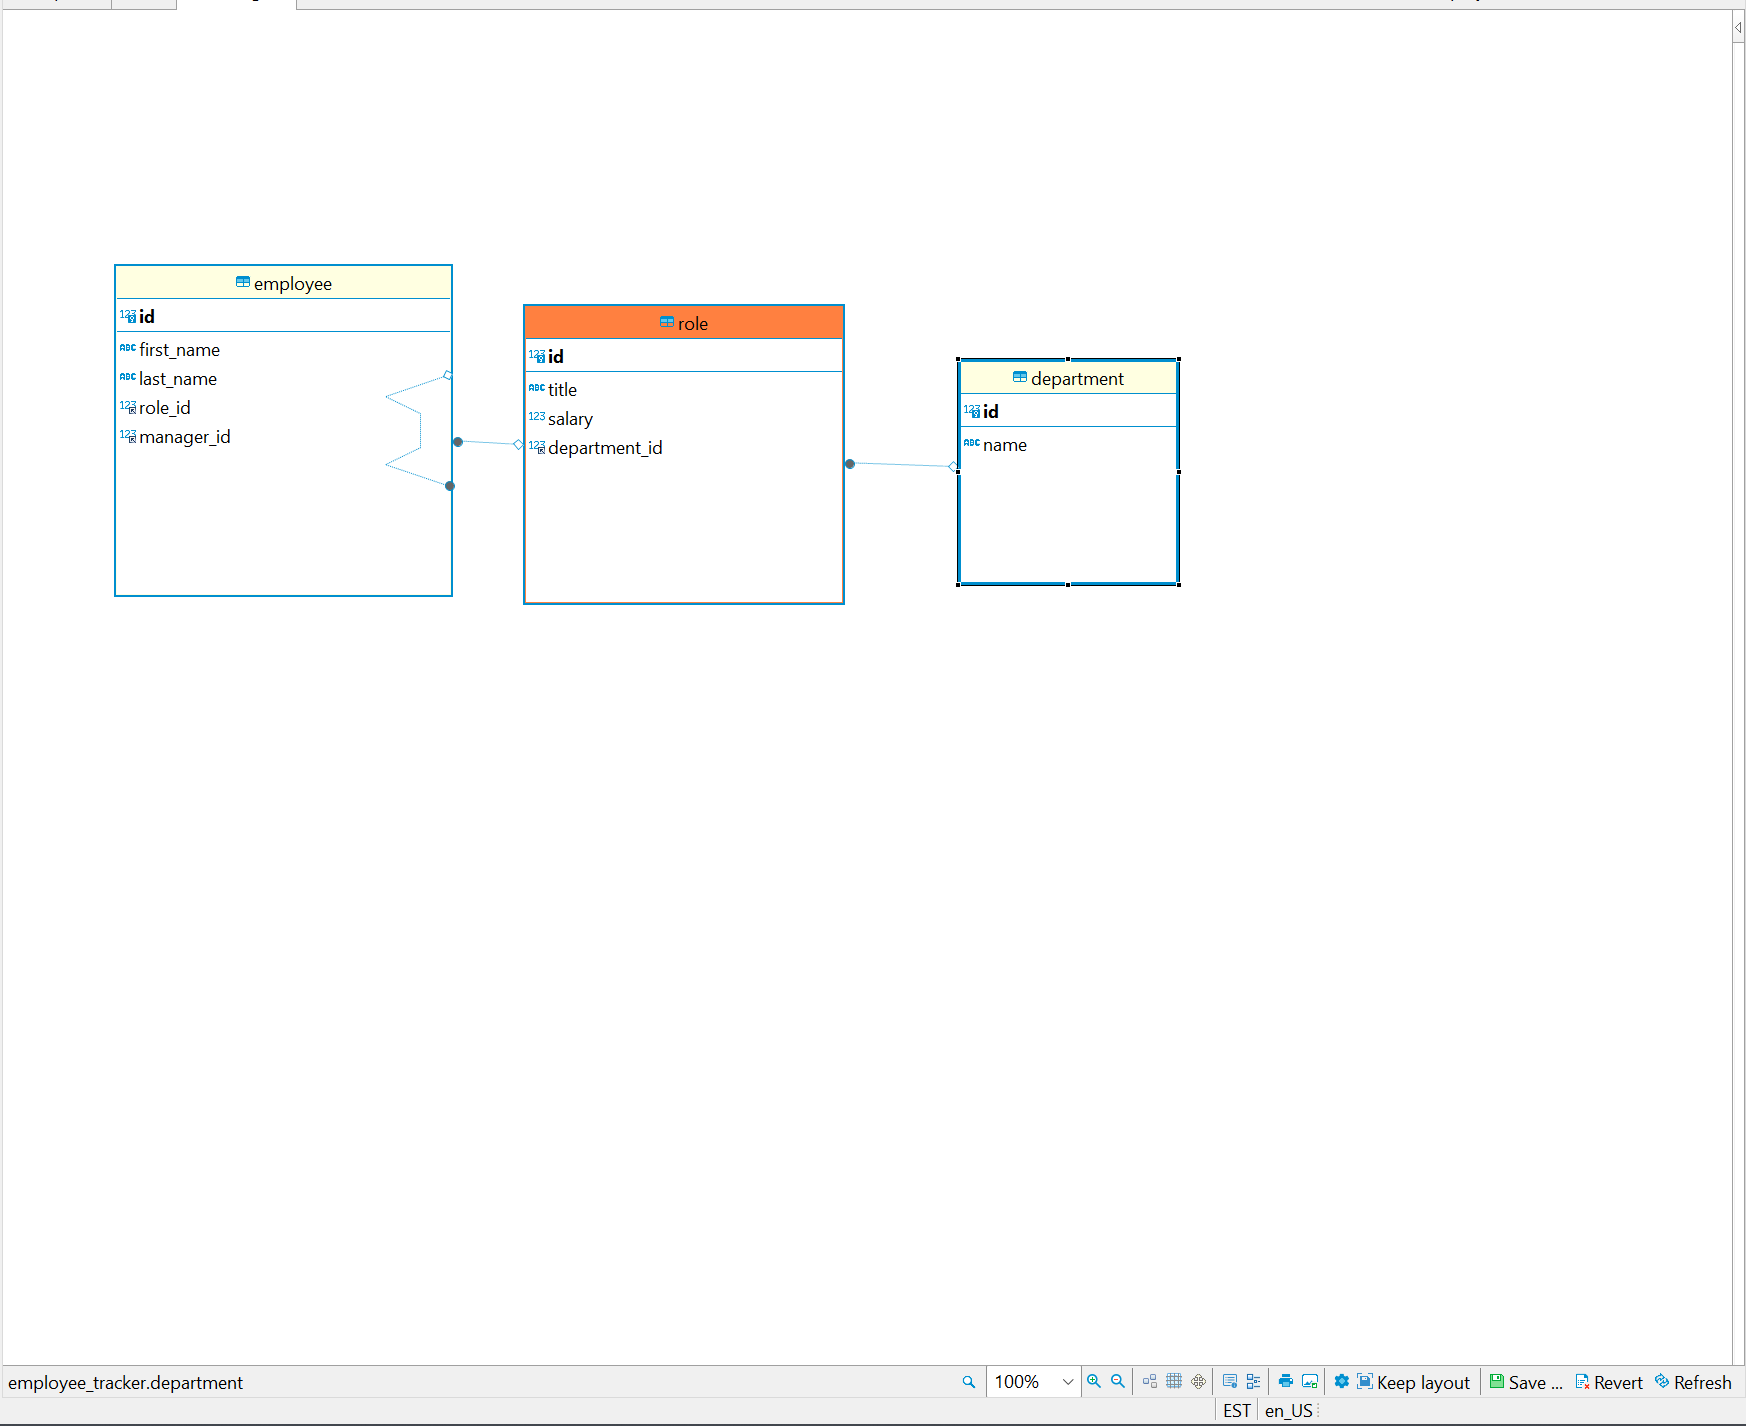 employee
id
first_name
last_name
role_id
manager_id
role
id
title
salary
department_id
department
id
name
employee_tracker.department
100%
Keep layout
Save ...
Revert
Refresh
EST
en_US